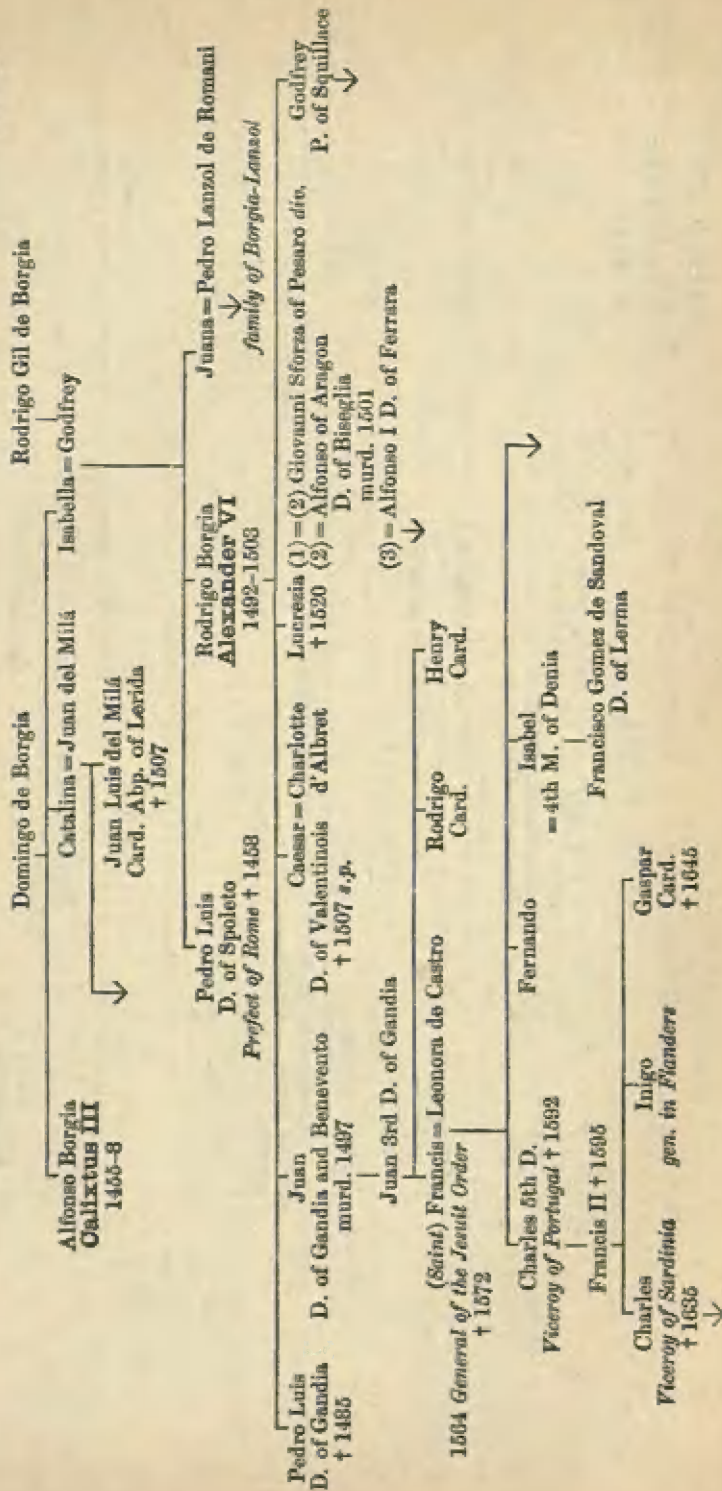 Domingo de Borgia
Rodrigo Gil de Borgia
Alfonso Borgia
Calixtus III
1455-8
Catalina = Juan del Milá
Isabella = Godfrey
Juan Luis del Milá
Card. Abp. of Lerida
† 1507
Pedro Luis
D. of Spoleto
Prefect of Rome † 1458
Rodrigo Borgia
Alexander VI
1492-1503
Juana = Pedro Lanzol de Romani
family of Borgia-Lanzol
Pedro Luis
D. of Gandia
† 1485
Juan
D. of Gandia and Benevento
murd. 1497
Caesar = Charlotte
D. of Valentinois d'Albret
† 1507 s.p.
Lucrezia (1) = (2) Giovanni Sforza of Pesaro div.
† 1520 (2) = Alfonso of Aragon
D. of Biseglia
murd. 1501
(3) = Alfonso I D. of Ferrara
Godfrey
P. of Squillace
Juan 3rd D. of Gandia
(Saint) Francis = Leonora de Castro
1564 General of the Jesuit Order
† 1572
Rodrigo
Card.
Henry
Card.
Charles 5th D.
Viceroy of Portugal † 1592
Fernando
Isabel
= 4th M. of Denia
Francis II † 1595
Francisco Gomez de Sandoval
D. of Lerma
Charles
Viceroy of Sardinia
† 1635
Inigo
gen. in Flanders
Gaspar
Card.
† 1645